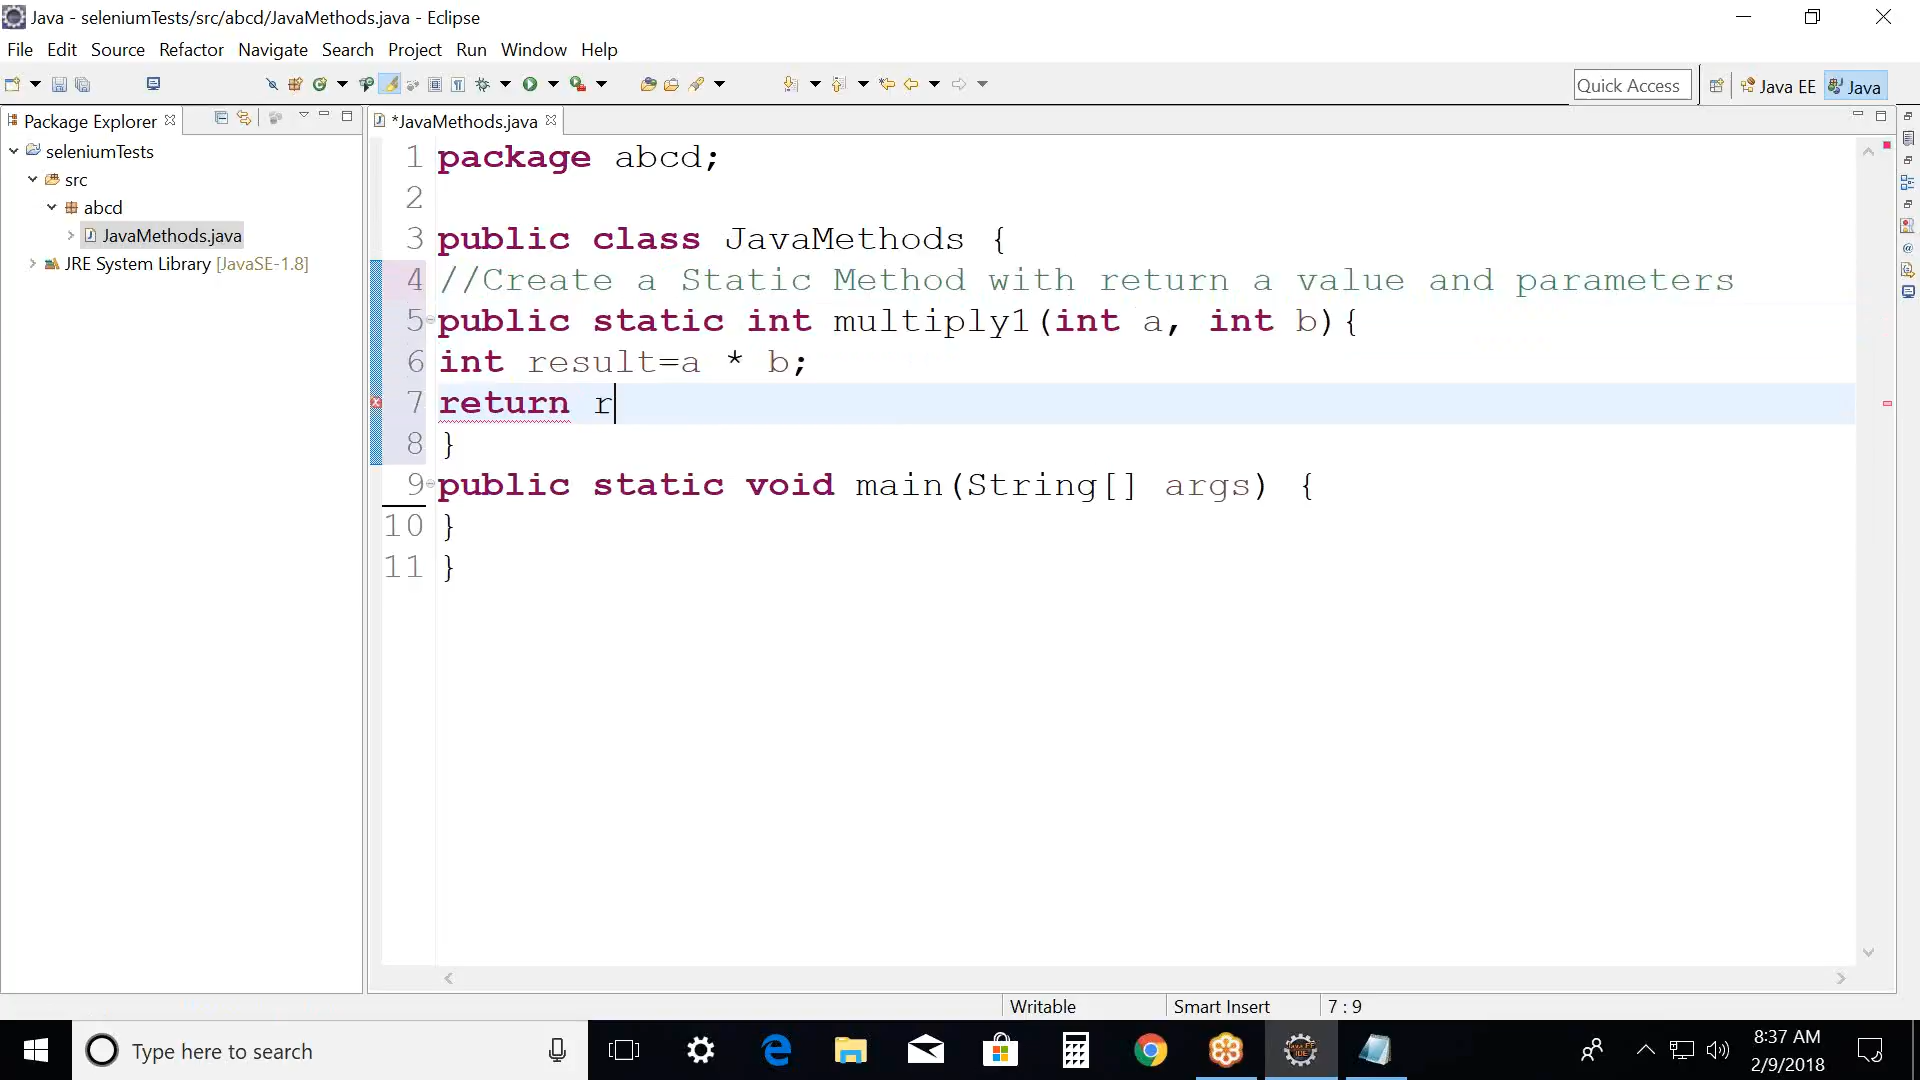 Java - seleniumTests/src/abcd/JavaMethods.java - Eclipse
File Edit Source Refactor Navigate Search Project Run Window Help
Quick Access Java EE Java
Package Explorer
*JavaMethods.java
seleniumTests
src
abcd
JavaMethods.java
JRE System Library [JavaSE-1.8]
1 package abcd;
2
3 public class JavaMethods {
4 //Create a Static Method with return a value and parameters
5 public static int multiply1(int a, int b){
6 int result=a * b;
7 return r
8 }
9 public static void main(String[] args) {
10 }
11 }
Writable Smart Insert 7 : 9
Type here to search
8:37 AM
2/9/2018